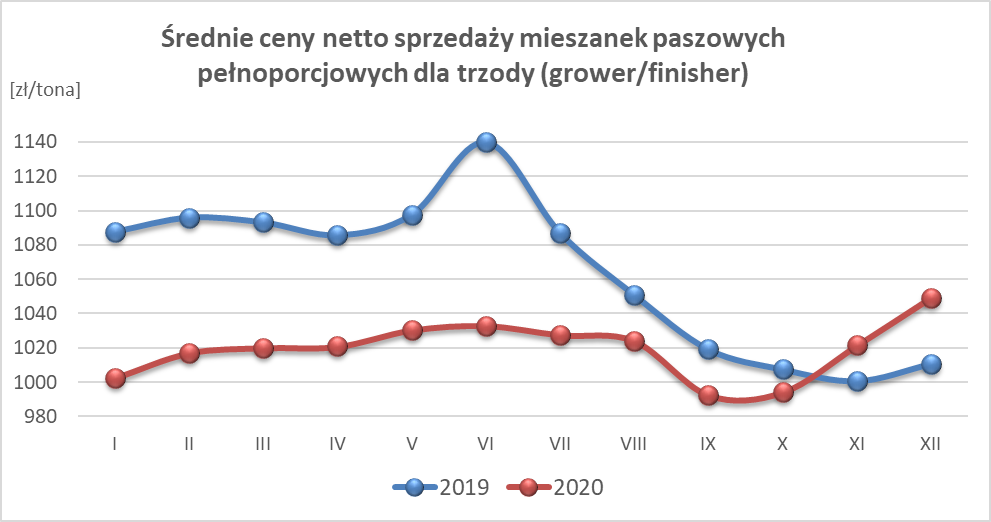 Średnie ceny netto sprzedaży mieszanek paszowych
pełnoporcjowych dla trzody (grower/finisher)
[zł/tona]
1140
1120
1100
1080
1060
1040
1020
1000
980
I II III IV V VI VII VIII IX X XI XII
2019 2020